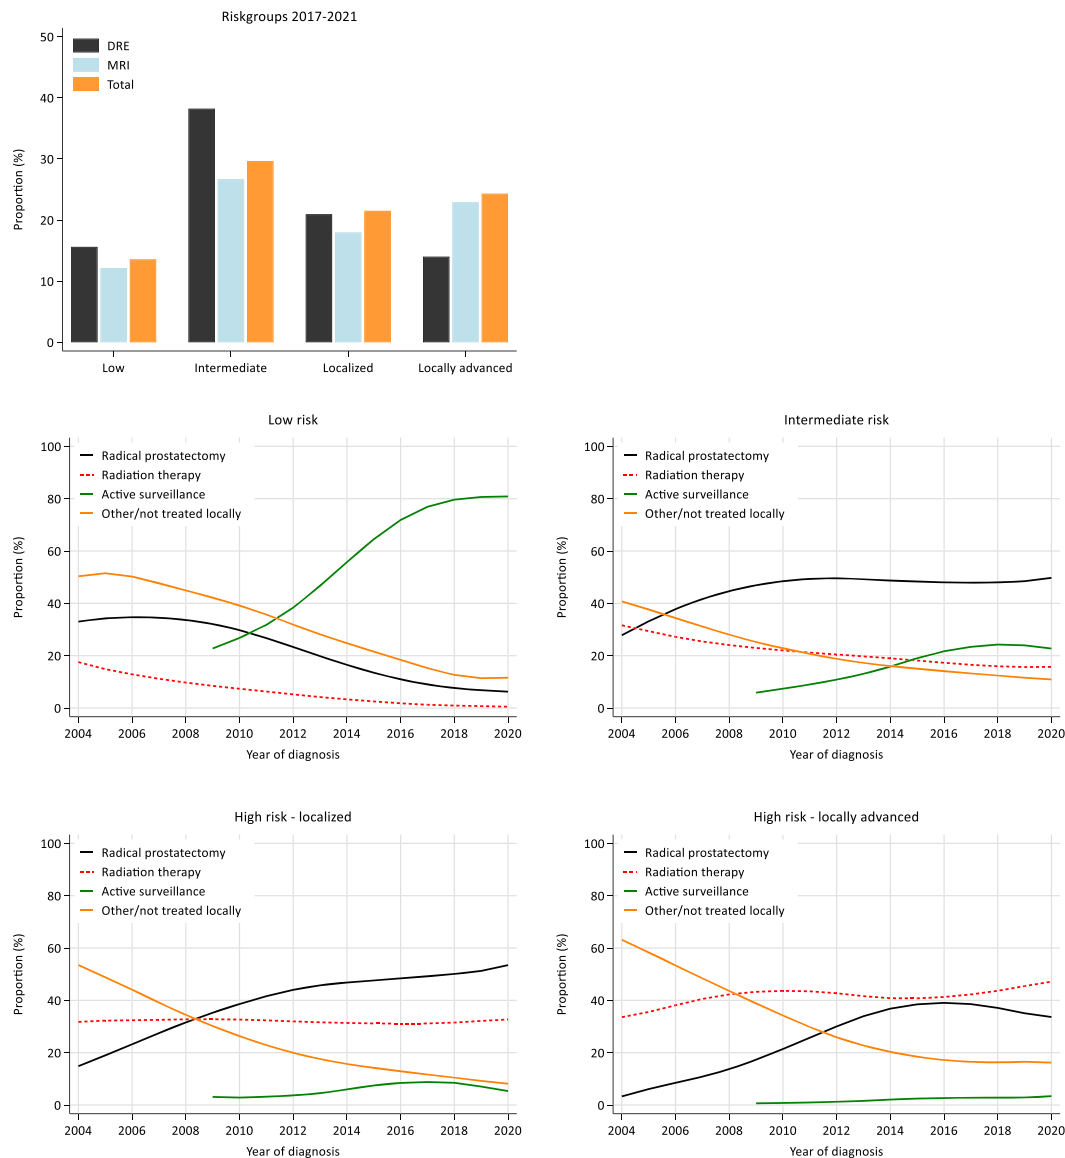 Riskgroups 2017-2021
50
40
30
20
10
0
Proportion (%)
DRE
MRI
Total
Low
Intermediate
Localized
Locally advanced
Low risk
100
80
60
40
20
0
Proportion (%)
Radical prostatectomy
Radiation therapy
Active surveillance
Other/not treated locally
2004 2006 2008 2010 2012 2014 2016 2018 2020
Year of diagnosis
Intermediate risk
100
80
60
40
20
0
Proportion (%)
Radical prostatectomy
Radiation therapy
Active surveillance
Other/not treated locally
2004 2006 2008 2010 2012 2014 2016 2018 2020
Year of diagnosis
High risk - localized
100
80
60
40
20
0
Proportion (%)
Radical prostatectomy
Radiation therapy
Active surveillance
Other/not treated locally
2004 2006 2008 2010 2012 2014 2016 2018 2020
Year of diagnosis
High risk - locally advanced
100
80
60
40
20
0
Proportion (%)
Radical prostatectomy
Radiation therapy
Active surveillance
Other/not treated locally
2004 2006 2008 2010 2012 2014 2016 2018 2020
Year of diagnosis